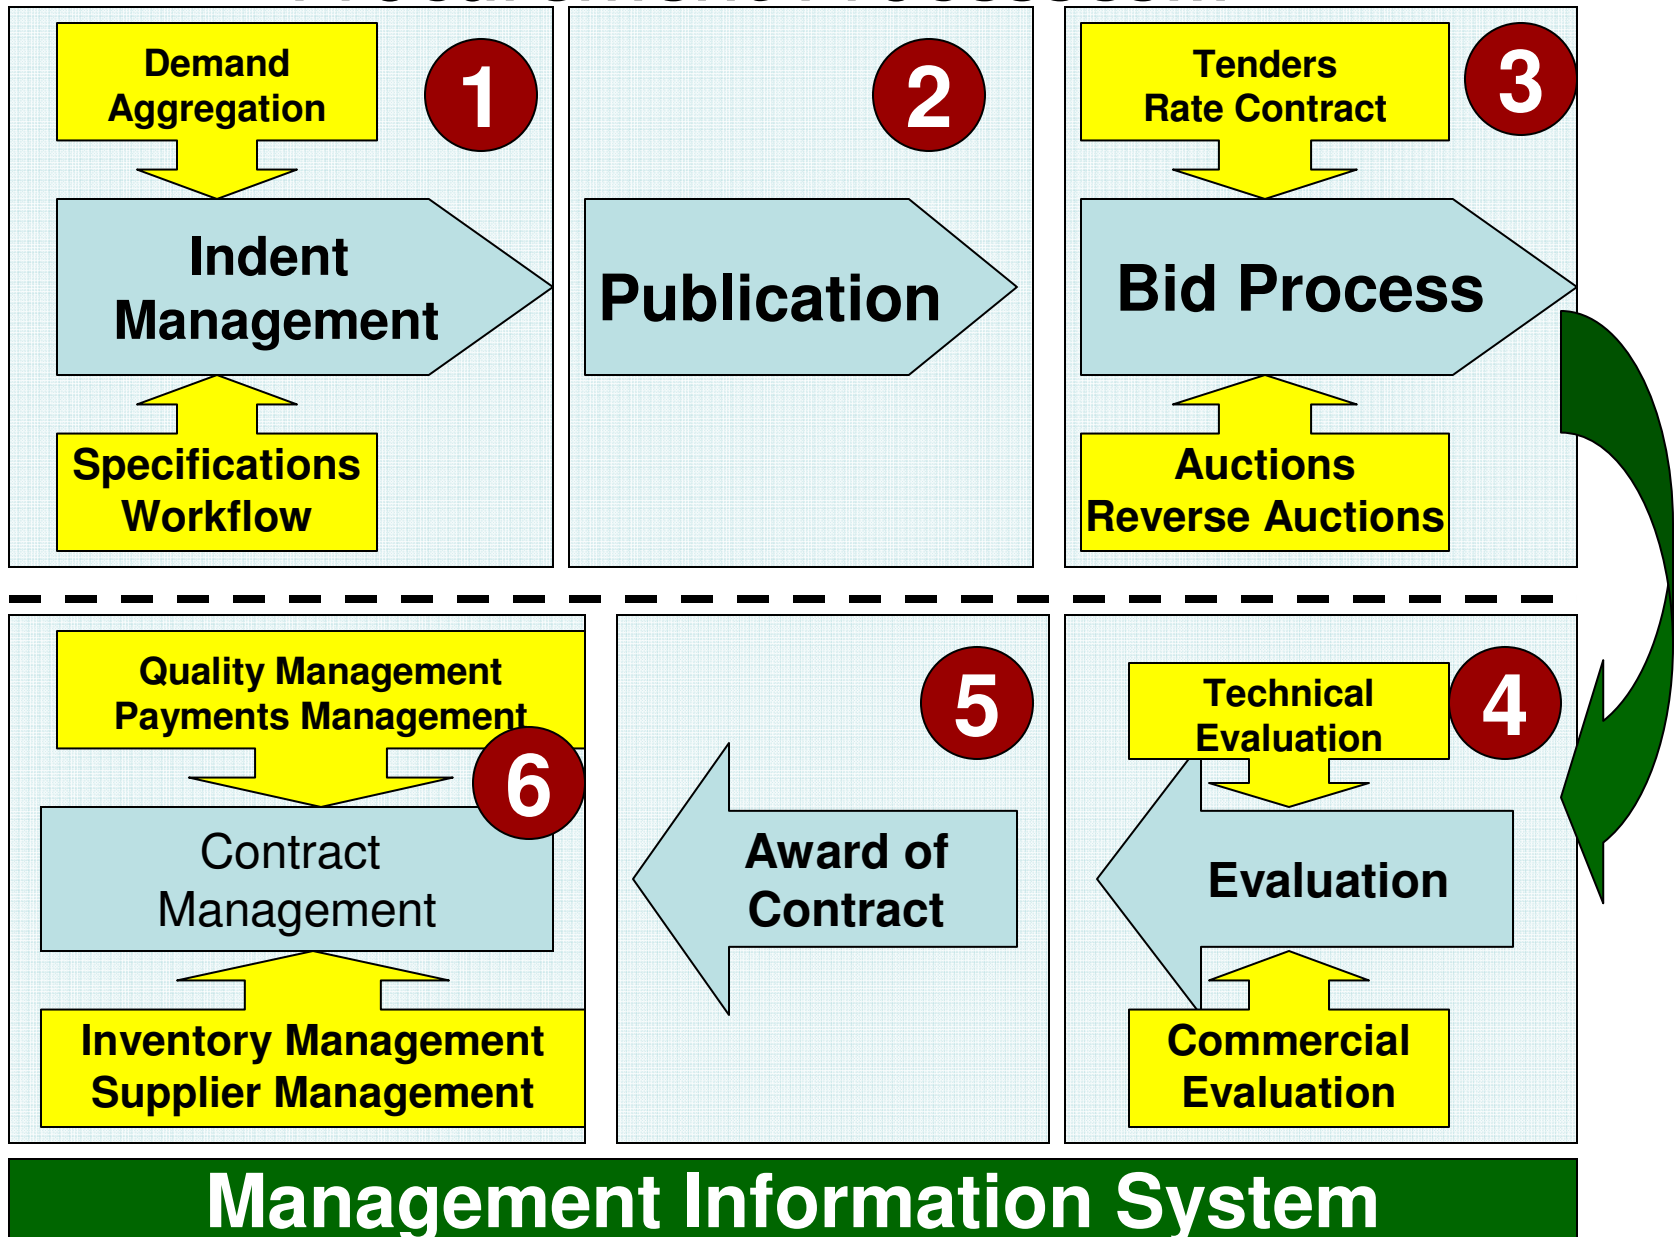 Demand
Aggregation
1
Indent
Management
Specifications
Workflow
2
Publication
Tenders
Rate Contract
3
Bid Process
Auctions
Reverse Auctions
Technical
Evaluation
4
Evaluation
Commercial
Evaluation
5
Award of
Contract
Quality Management
Payments Management
6
Contract
Management
Inventory Management
Supplier Management
Management Information System